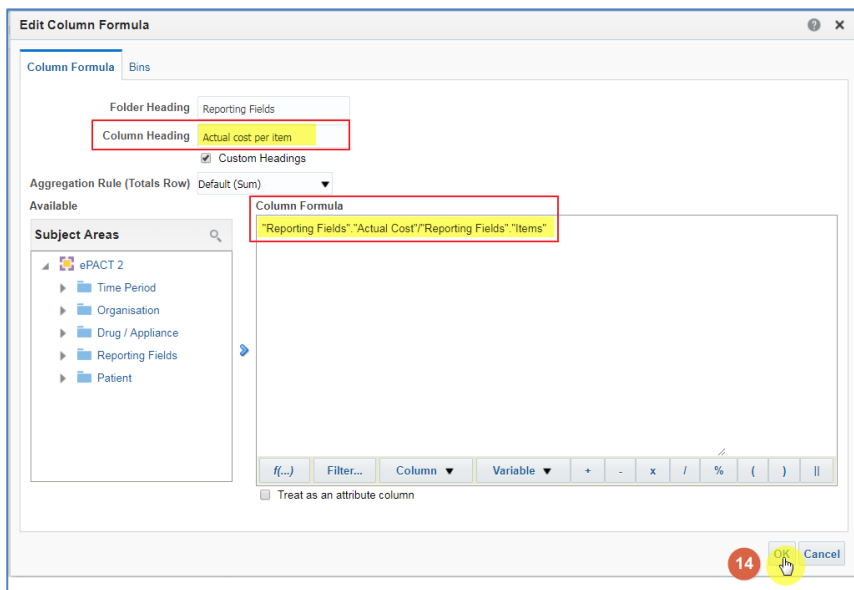 Edit Column Formula
Column Formula Bins
Folder Heading Reporting Fields
Column Heading Actual cost per item
Custom Headings
Aggregation Rule (Totals Row) Default (Sum)
Available
Subject Areas
ePACT 2
Time Period
Organisation
Drug / Appliance
Reporting Fields
Patient
Column Formula
"Reporting Fields"."Actual Cost"/"Reporting Fields"."Items"
f(...) Filter... Column Variable + - x / % ( ) ||
Treat as an attribute column
14 OK Cancel